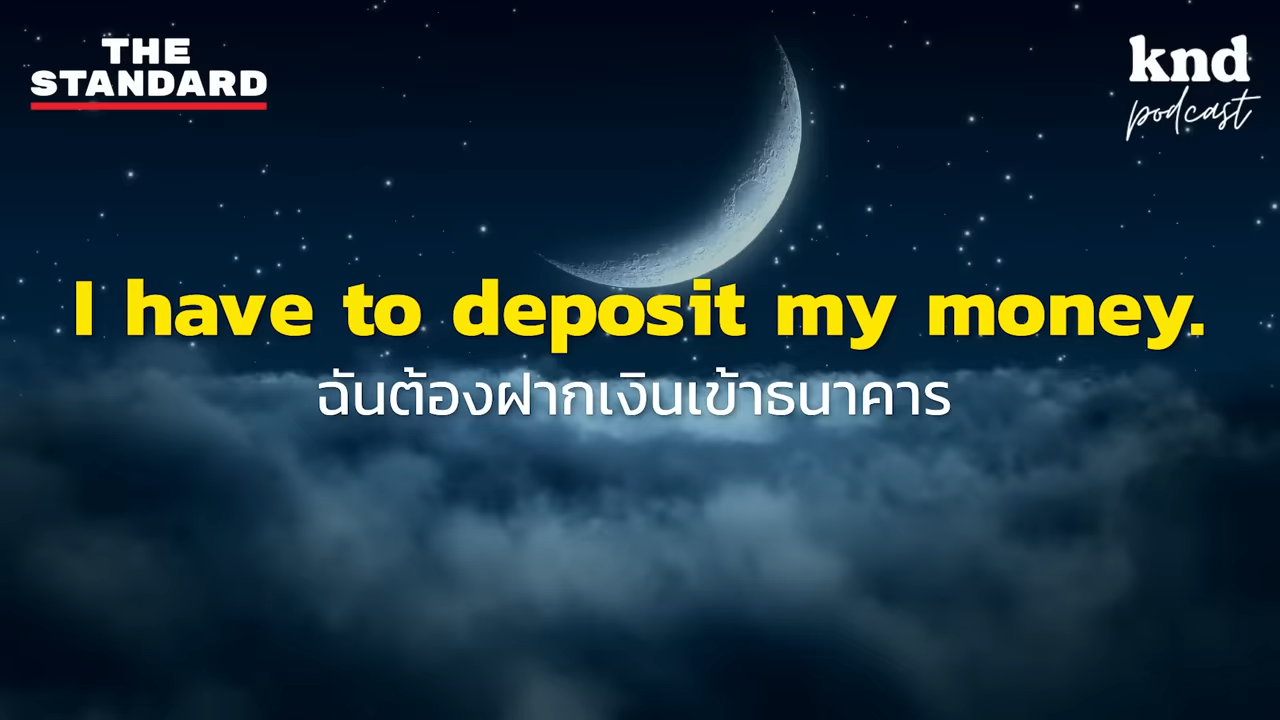 THE
STANDARD
knd
podcast
I have to deposit my money.
ฉันต้องฝากเงินเข้าธนาคาร